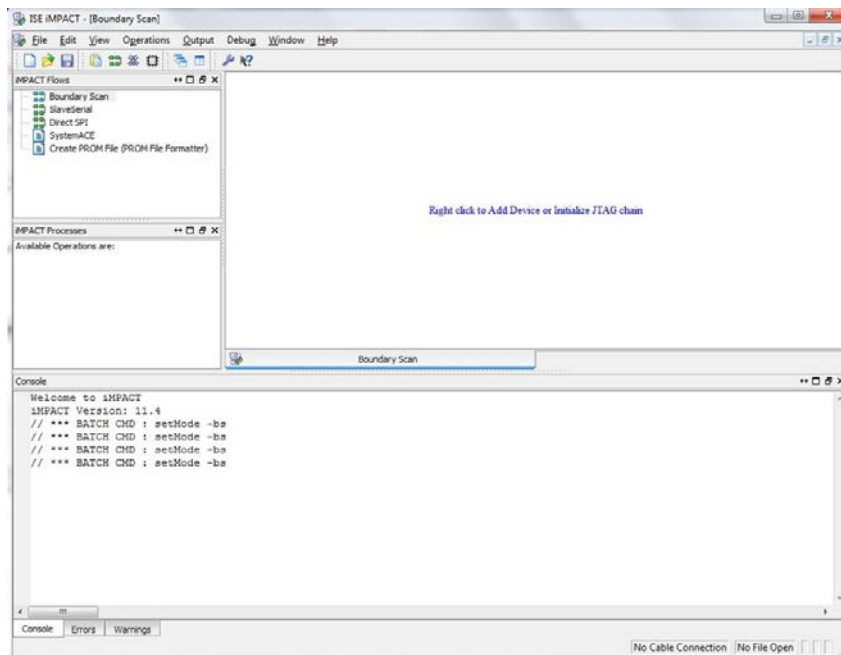 ISE iMPACT - [Boundary Scan]
File Edit View Operations Output Debug Window Help
iMPACT Flows
Boundary Scan
SlaveSerial
Direct SPI
SystemACE
Create PROM File (PROM File Formatter)
Right click to Add Device or Initialize JTAG chain
iMPACT Processes
Available Operations are:
Boundary Scan
Console
Welcome to iMPACT
iMPACT Version: 11.4
// *** BATCH CMD : setMode -bs
// *** BATCH CMD : setMode -bs
// *** BATCH CMD : setMode -bs
// *** BATCH CMD : setMode -bs
Console Errors Warnings
No Cable Connection No File Open